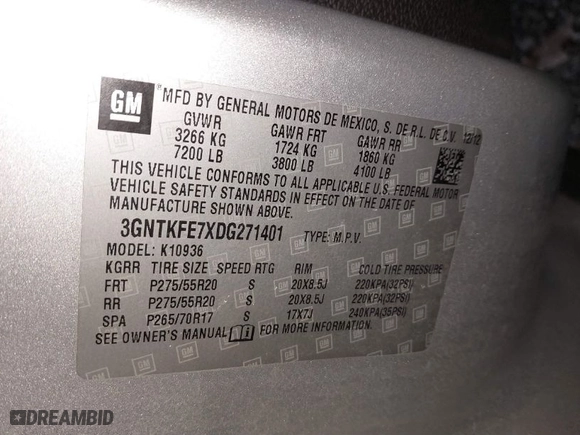 GM
MFD BY GENERAL MOTORS DE MEXICO, S. DE R.L. DE C.V. 12/12
GVWR GAWR FRT GAWR RR
3266 KG 1724 KG 1860 KG
7200 LB 3800 LB 4100 LB
THIS VEHICLE CONFORMS TO ALL APPLICABLE U.S. FEDERAL MOTOR
VEHICLE SAFETY STANDARDS IN EFFECT ON THE DATE OF
MANUFACTURE SHOWN ABOVE.
3GNTKFE7XDG271401 TYPE: M.P.V.
MODEL: K10936
KGRR TIRE SIZE SPEED RTG RIM COLD TIRE PRESSURE
FRT P275/55R20 S 20X8.5J 220KPA(32PSI)
RR P275/55R20 S 20X8.5J 220KPA(32PSI)
SPA P265/70R17 S 17X7J 240KPA(35PSI)
SEE OWNER'S MANUAL FOR MORE INFORMATION.
DREAMBID